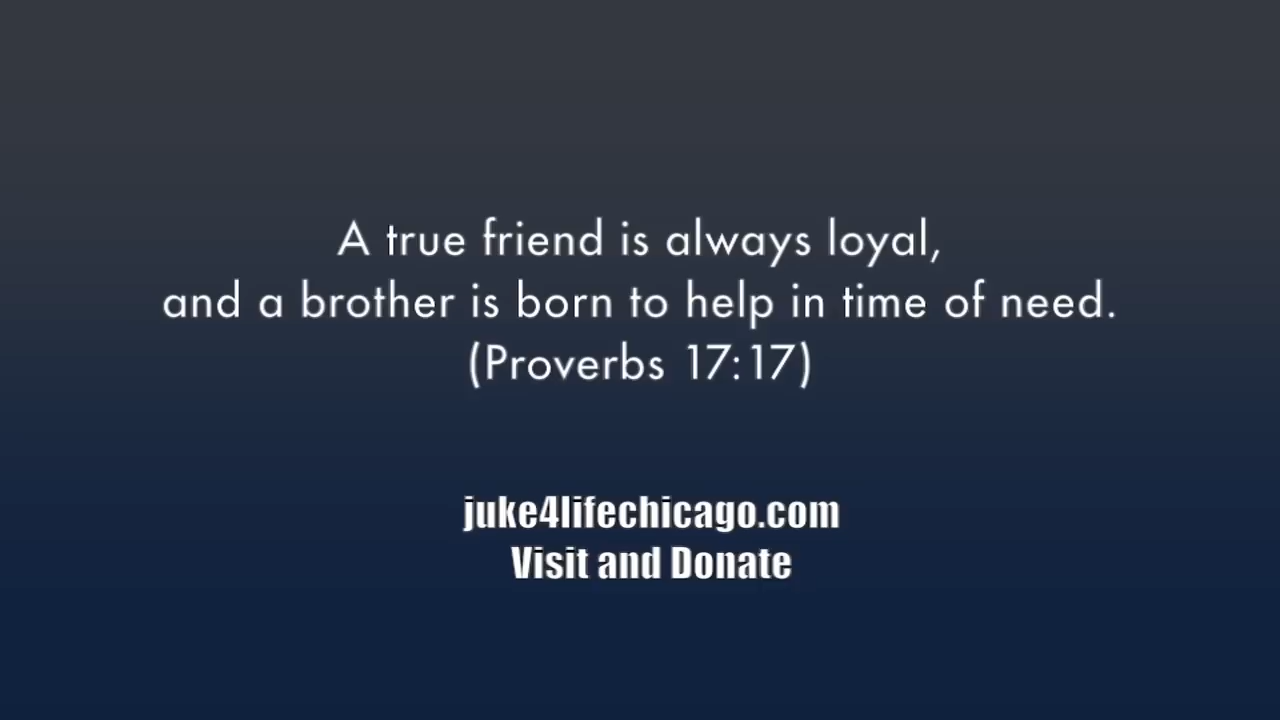 A true friend is always loyal,
and a brother is born to help in time of need.
(Proverbs 17:17)
juke4lifechicago.com
Visit and Donate